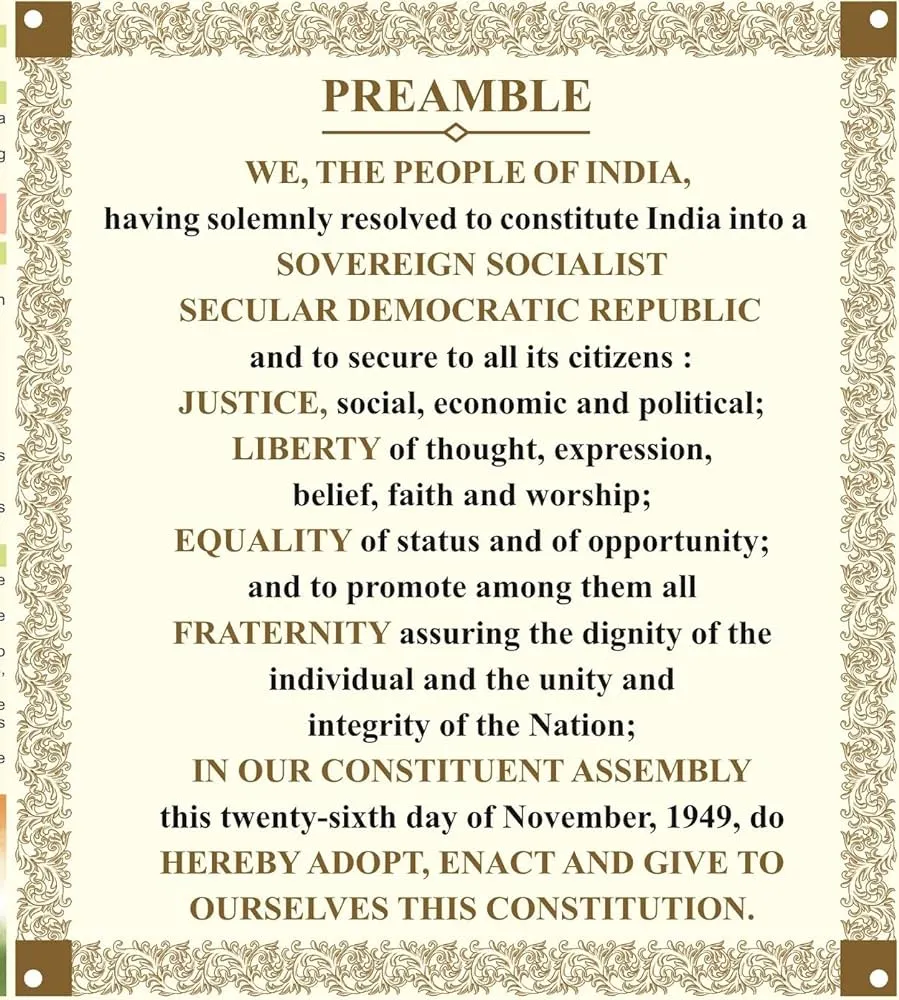 PREAMBLE
WE, THE PEOPLE OF INDIA,
having solemnly resolved to constitute India into a
SOVEREIGN SOCIALIST
SECULAR DEMOCRATIC REPUBLIC
and to secure to all its citizens :
JUSTICE, social, economic and political;
LIBERTY of thought, expression,
belief, faith and worship;
EQUALITY of status and of opportunity;
and to promote among them all
FRATERNITY assuring the dignity of the
individual and the unity and
integrity of the Nation;
IN OUR CONSTITUENT ASSEMBLY
this twenty-sixth day of November, 1949, do
HEREBY ADOPT, ENACT AND GIVE TO
OURSELVES THIS CONSTITUTION.